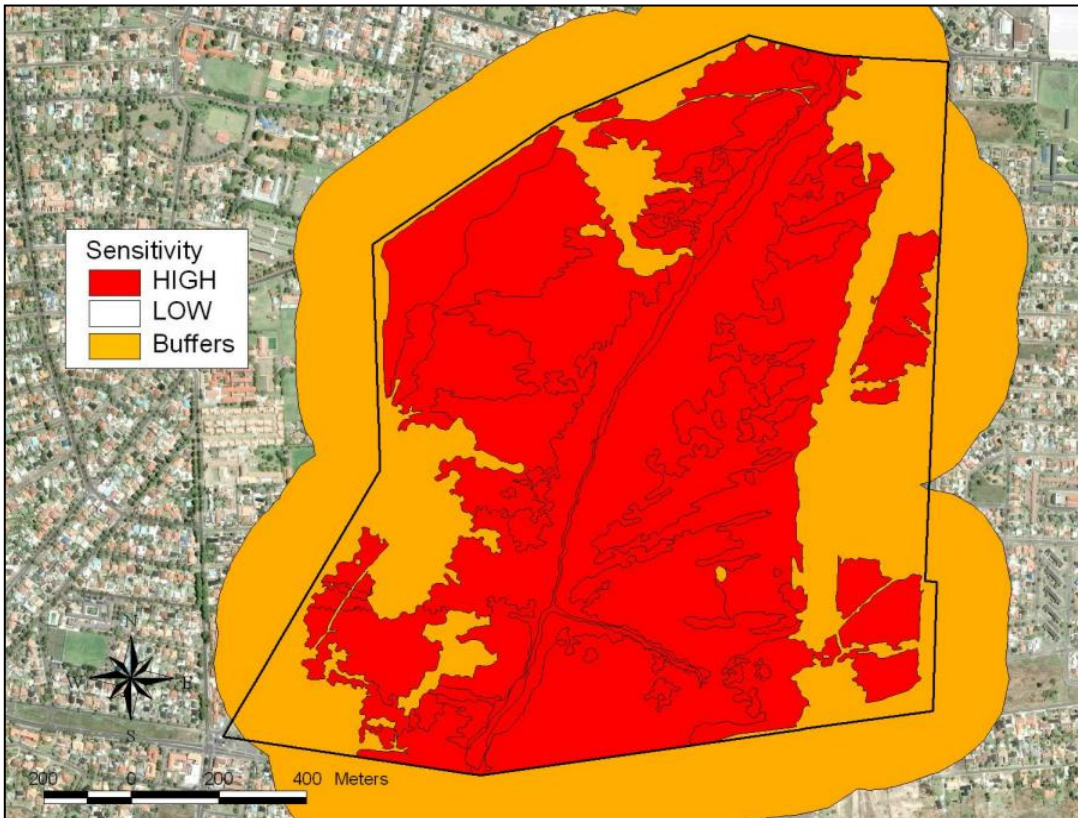 Sensitivity
HIGH
LOW
Buffers
N
W E
S
200 0 200 400 Meters